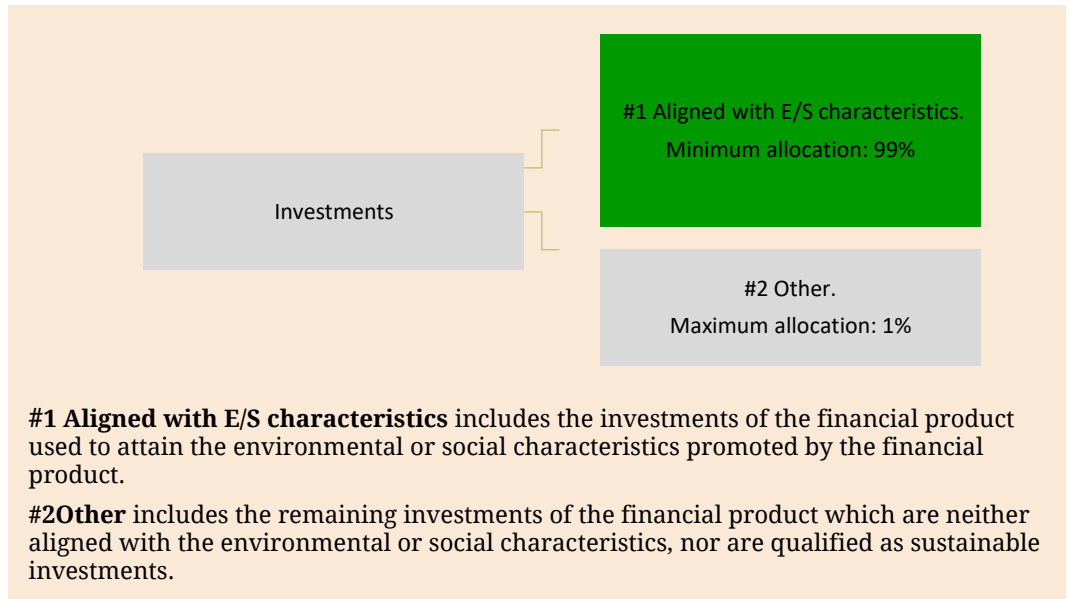 #1 Aligned with E/S characteristics.
Minimum allocation: 99%
Investments
#2 Other.
Maximum allocation: 1%
#1 Aligned with E/S characteristics includes the investments of the financial product
used to attain the environmental or social characteristics promoted by the financial
product.
#2Other includes the remaining investments of the financial product which are neither
aligned with the environmental or social characteristics, nor are qualified as sustainable
investments.